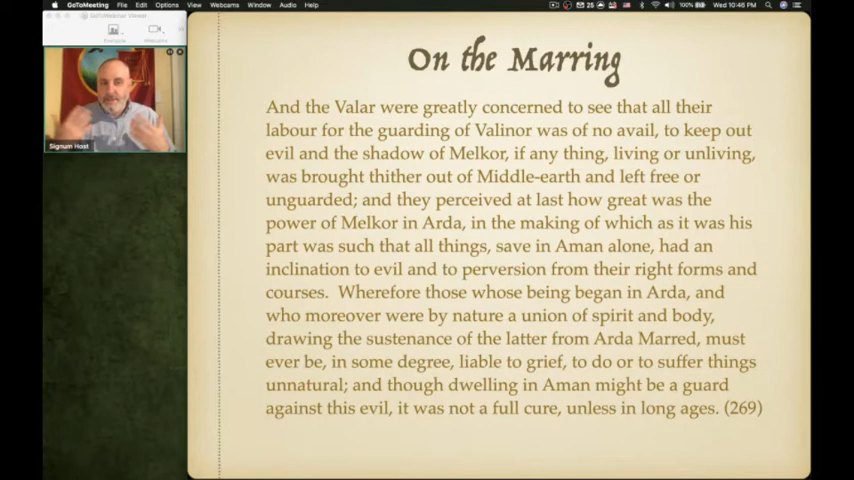 GoToMeeting File Edit Options View Webcams Window Audio Help
25 100% Wed 10:46 PM
GoToWebinar Viewer
Signum Host
On the Marring
And the Valar were greatly concerned to see that all their
labour for the guarding of Valinor was of no avail, to keep out
evil and the shadow of Melkor, if any thing, living or unliving,
was brought thither out of Middle-earth and left free or
unguarded; and they perceived at last how great was the
power of Melkor in Arda, in the making of which as it was his
part was such that all things, save in Aman alone, had an
inclination to evil and to perversion from their right forms and
courses. Wherefore those whose being began in Arda, and
who moreover were by nature a union of spirit and body,
drawing the sustenance of the latter from Arda Marred, must
ever be, in some degree, liable to grief, to do or to suffer things
unnatural; and though dwelling in Aman might be a guard
against this evil, it was not a full cure, unless in long ages. (269)